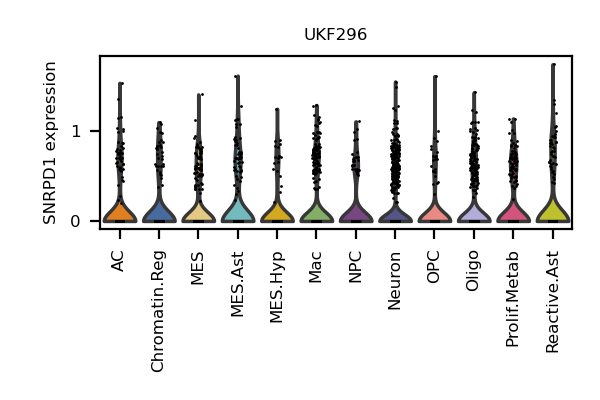 UKF296
SNRPD1 expression
1
0
AC
Chromatin.Reg
MES
MES.Ast
MES.Hyp
Mac
NPC
Neuron
OPC
Oligo
Prolif.Metab
Reactive.Ast